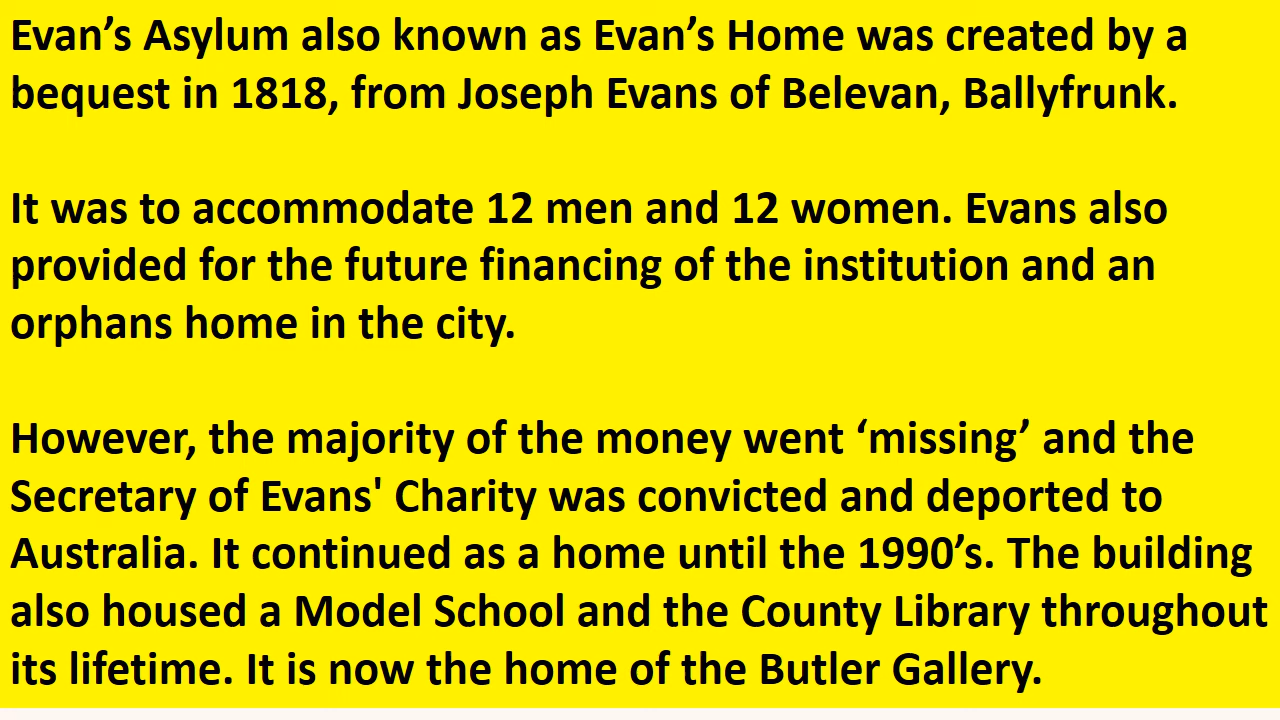 Evan’s Asylum also known as Evan’s Home was created by a
bequest in 1818, from Joseph Evans of Belevan, Ballyfrunk.
It was to accommodate 12 men and 12 women. Evans also
provided for the future financing of the institution and an
orphans home in the city.
However, the majority of the money went ‘missing’ and the
Secretary of Evans' Charity was convicted and deported to
Australia. It continued as a home until the 1990’s. The building
also housed a Model School and the County Library throughout
its lifetime. It is now the home of the Butler Gallery.